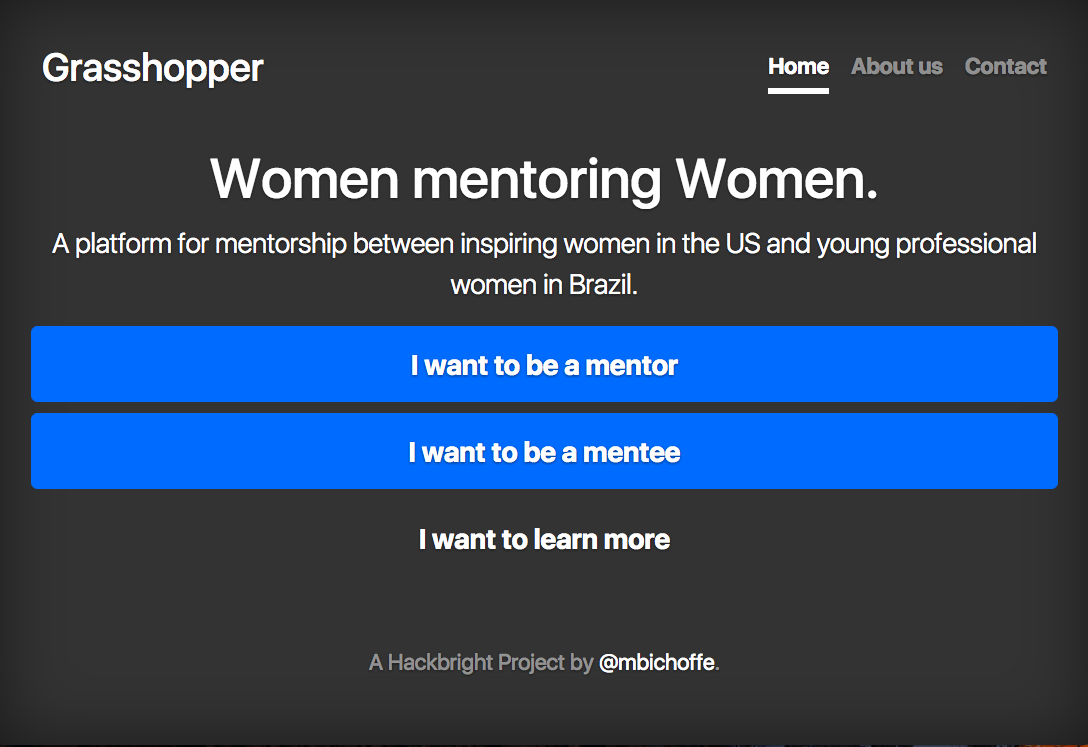 Grasshopper
Home About us Contact
Women mentoring Women.
A platform for mentorship between inspiring women in the US and young professional
women in Brazil.
I want to be a mentor
I want to be a mentee
I want to learn more
A Hackbright Project by @mbichoffe.